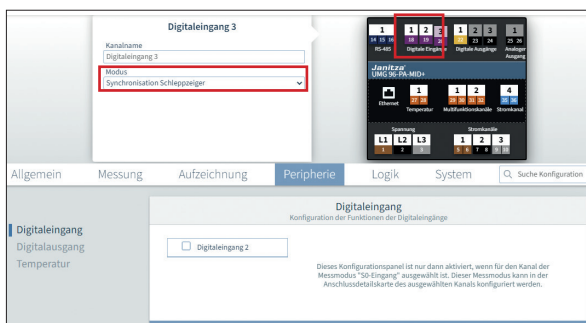 Digitaleingang 3
Kanalname
Digitaleingang 3
Modus
Synchronisation Schleppzeiger
1 1 2 3 1 2 3 1
14 15 16 18 19 20 22 23 24 25 26
RS-485 Digitale Eingänge Digitale Ausgänge Analoger Ausgang
Janitza
UMG 96-PA-MID+
1 1 2 4
27 28 29 30 31 32 35 36
Ethernet Temperatur Multifunktionskanäle Stromkanal
Spannung Stromkanäle
L1 L2 L3 1 2 3
1 2 3 5 6 7 8 9 10
Allgemein Messung Aufzeichnung Peripherie Logik System Suche Konfiguration
Digitaleingang
Digitalausgang
Temperatur
Digitaleingang
Konfiguration der Funktionen der Digitaleingänge
Digitaleingang 2
Dieses Konfigurationspanel ist nur dann aktiviert, wenn für den Kanal der
Messmodus "S0-Eingang" ausgewählt ist. Dieser Messmodus kann in der
Anschlussdetailskarte des ausgewählten Kanals konfiguriert werden.